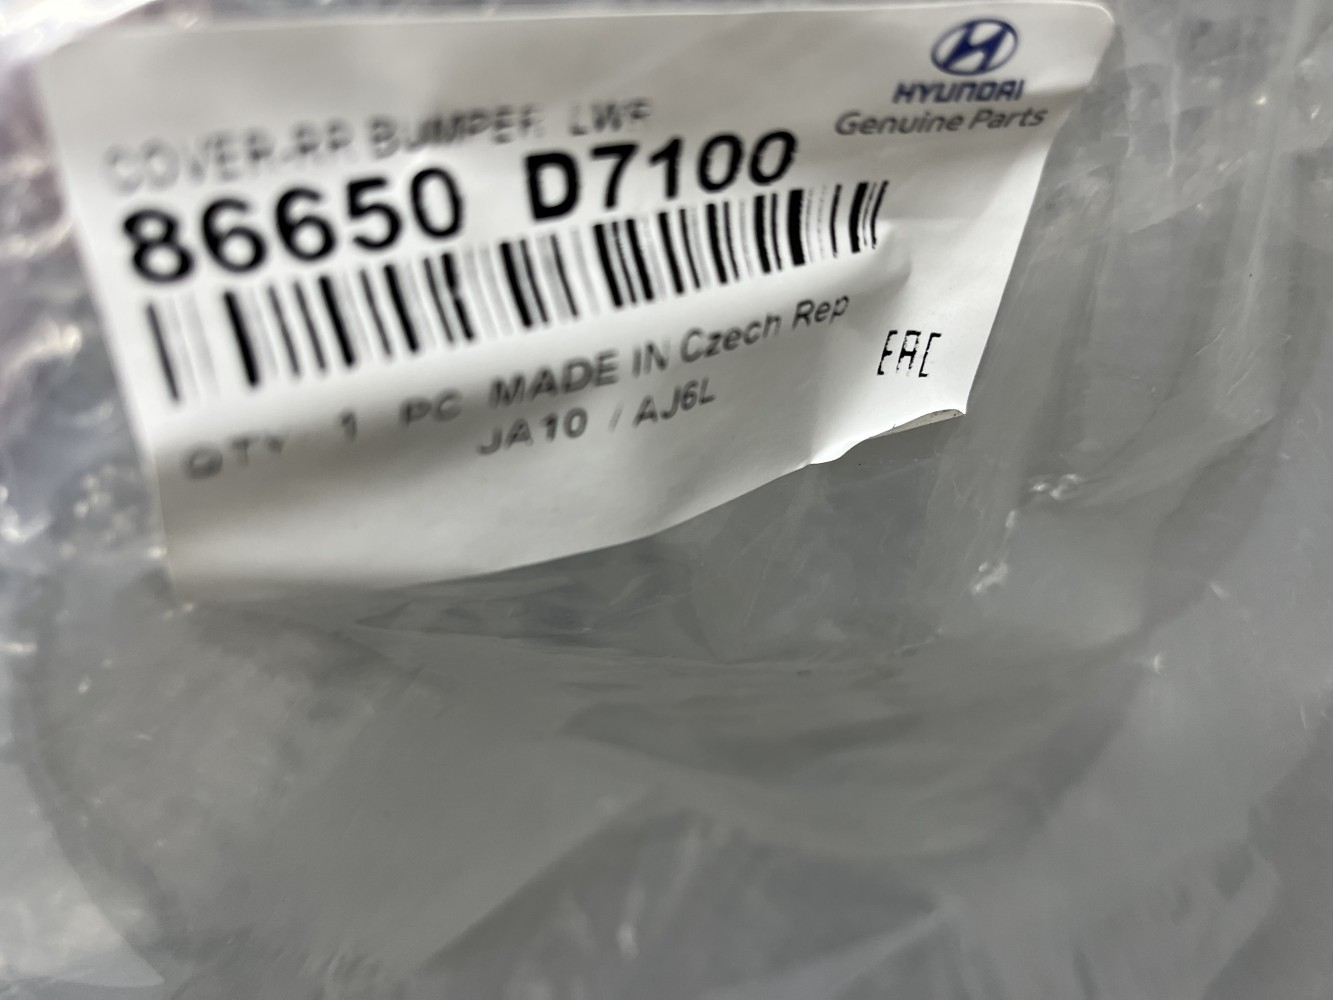 HYUNDAI
Genuine Parts
COVER-RR BUMPER, LWR
86650 D7100
QTY 1 PC MADE IN Czech Rep
JA10 / AJ6L
EAC